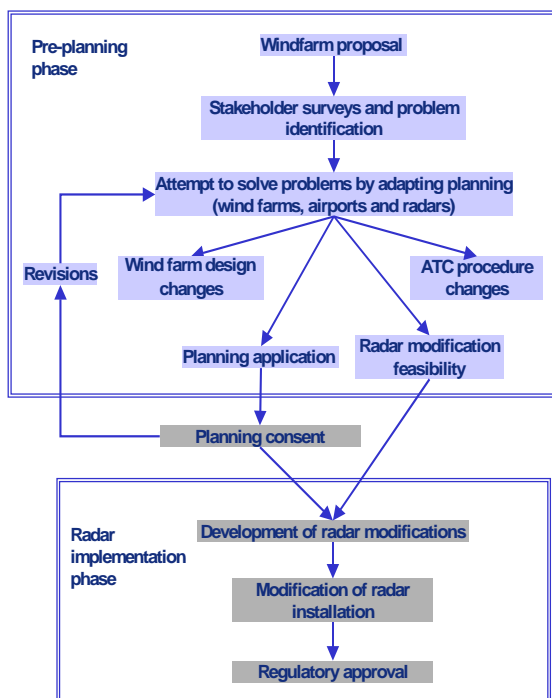 Pre-planning
phase
Windfarm proposal
Stakeholder surveys and problem
identification
Attempt to solve problems by adapting planning
(wind farms, airports and radars)
Revisions
Wind farm design
changes
ATC procedure
changes
Planning application
Radar modification
feasibility
Planning consent
Radar
implementation
phase
Development of radar modifications
Modification of radar
installation
Regulatory approval